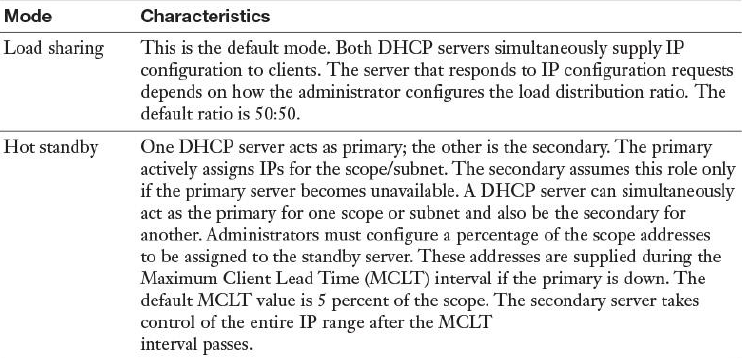 Mode Characteristics
Load sharing This is the default mode. Both DHCP servers simultaneously supply IP
configuration to clients. The server that responds to IP configuration requests
depends on how the administrator configures the load distribution ratio. The
default ratio is 50:50.
Hot standby One DHCP server acts as primary; the other is the secondary. The primary
actively assigns IPs for the scope/subnet. The secondary assumes this role only
if the primary server becomes unavailable. A DHCP server can simultaneously
act as the primary for one scope or subnet and also be the secondary for
another. Administrators must configure a percentage of the scope addresses
to be assigned to the standby server. These addresses are supplied during the
Maximum Client Lead Time (MCLT) interval if the primary is down. The
default MCLT value is 5 percent of the scope. The secondary server takes
control of the entire IP range after the MCLT
interval passes.